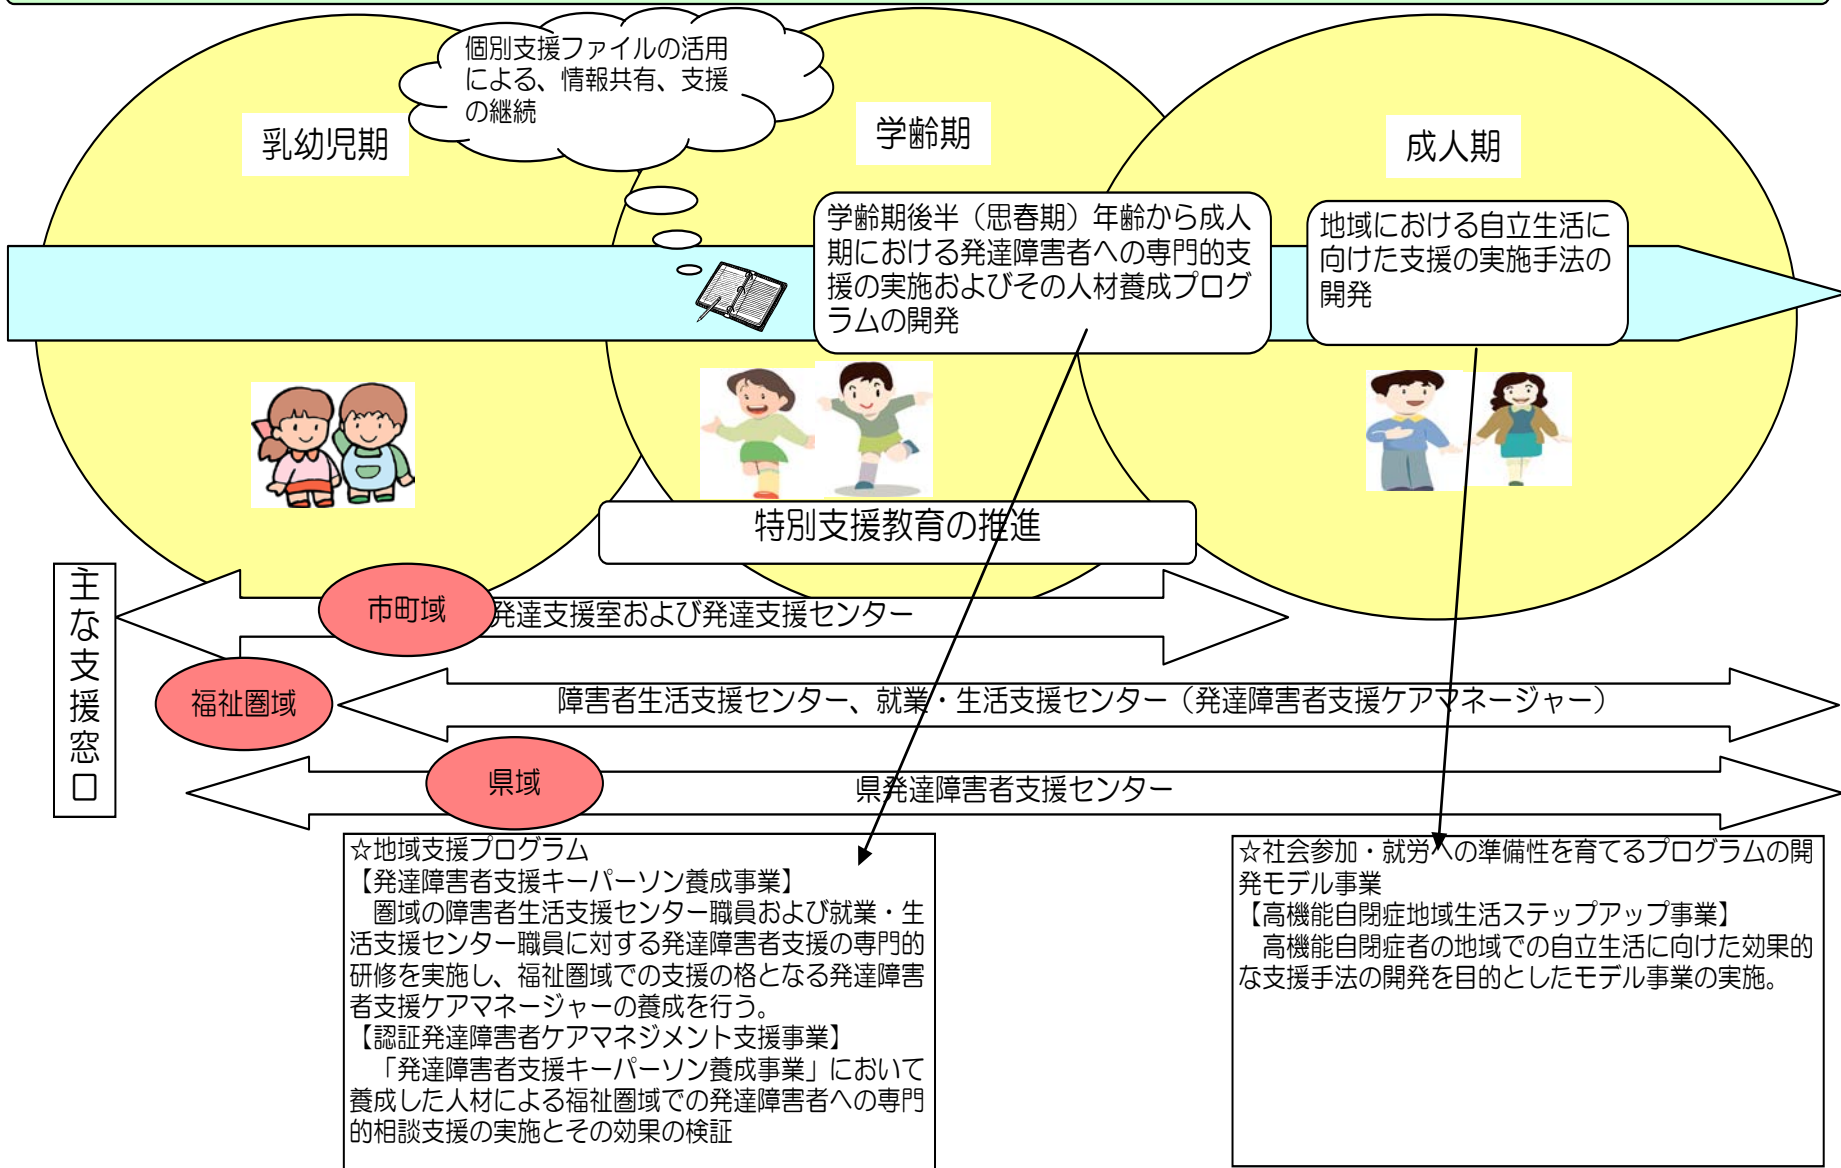 個別支援ファイルの活用
による、情報共有、支援
の継続
乳幼児期
学齢期
成人期
学齢期後半（思春期）年齢から成人
期における発達障害者への専門的支
援の実施およびその人材養成プログ
ラムの開発
地域における自立生活に
向けた支援の実施手法の
開発
特別支援教育の推進
主な支援窓口
市町域
発達支援室および発達支援センター
福祉圏域
障害者生活支援センター、就業・生活支援センター（発達障害者支援ケアマネージャー）
県域
県発達障害者支援センター
☆地域支援プログラム
【発達障害者支援キーパーソン養成事業】
圏域の障害者生活支援センター職員および就業・生
活支援センター職員に対する発達障害者支援の専門的
研修を実施し、福祉圏域での支援の格となる発達障害
者支援ケアマネージャーの養成を行う。
【認証発達障害者ケアマネジメント支援事業】
「発達障害者支援キーパーソン養成事業」において
養成した人材による福祉圏域での発達障害者への専門
的相談支援の実施とその効果の検証
☆社会参加・就労への準備性を育てるプログラムの開
発モデル事業
【高機能自閉症地域生活ステップアップ事業】
高機能自閉症者の地域での自立生活に向けた効果的
な支援手法の開発を目的としたモデル事業の実施。